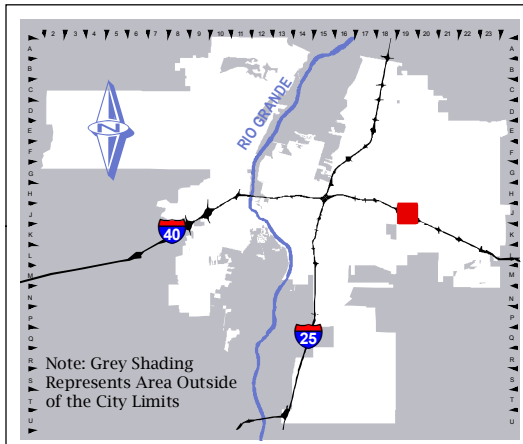 2 3 4 5 6 7 8 9 10 11 12 13 14 15 16 17 18 19 20 21 22 23
A A
B B
C C
D D
E E
F F
G G
H H
J J
K K
L L
M M
N N
P P
Q Q
R R
S S
T T
U U
N
RIO GRANDE
40
25
Note: Grey Shading
Represents Area Outside
of the City Limits